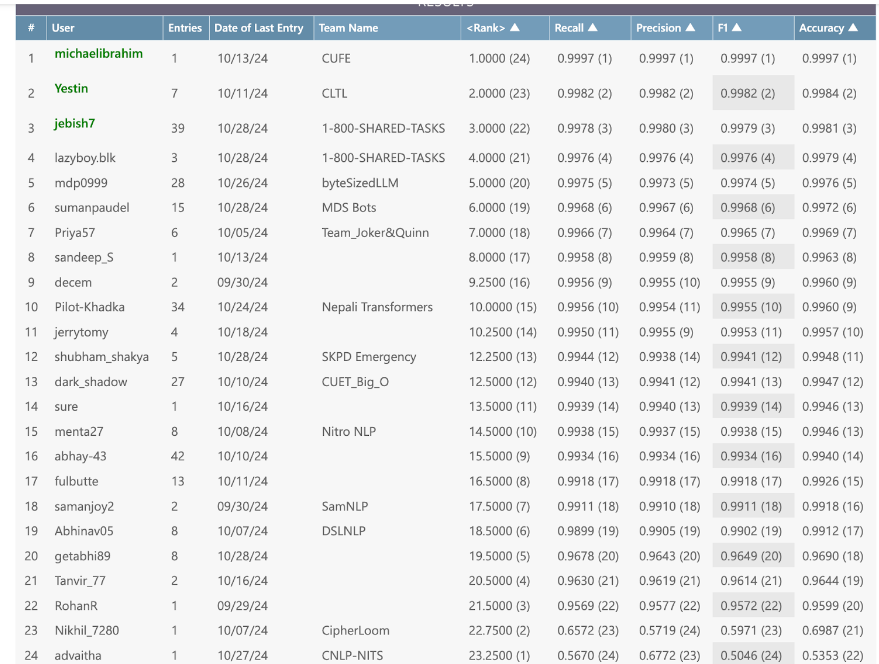 RESULTS
# User Entries Date of Last Entry Team Name <Rank> ▲ Recall ▲ Precision ▲ F1 ▲ Accuracy ▲
1 michaelibrahim 1 10/13/24 CUFE 1.0000 (24) 0.9997 (1) 0.9997 (1) 0.9997 (1) 0.9997 (1)
2 Yestin 7 10/11/24 CLTL 2.0000 (23) 0.9982 (2) 0.9982 (2) 0.9982 (2) 0.9984 (2)
3 jebish7 39 10/28/24 1-800-SHARED-TASKS 3.0000 (22) 0.9978 (3) 0.9980 (3) 0.9979 (3) 0.9981 (3)
4 lazyboy.blk 3 10/28/24 1-800-SHARED-TASKS 4.0000 (21) 0.9976 (4) 0.9976 (4) 0.9976 (4) 0.9979 (4)
5 mdp0999 28 10/26/24 byteSizedLLM 5.0000 (20) 0.9975 (5) 0.9973 (5) 0.9974 (5) 0.9976 (5)
6 sumanpaudel 15 10/28/24 MDS Bots 6.0000 (19) 0.9968 (6) 0.9967 (6) 0.9968 (6) 0.9972 (6)
7 Priya57 6 10/05/24 Team_Joker&Quinn 7.0000 (18) 0.9966 (7) 0.9964 (7) 0.9965 (7) 0.9969 (7)
8 sandeep_S 1 10/13/24 8.0000 (17) 0.9958 (8) 0.9959 (8) 0.9958 (8) 0.9963 (8)
9 decem 2 09/30/24 9.2500 (16) 0.9956 (9) 0.9955 (10) 0.9955 (9) 0.9960 (9)
10 Pilot-Khadka 34 10/24/24 Nepali Transformers 10.0000 (15) 0.9956 (10) 0.9954 (11) 0.9955 (10) 0.9960 (9)
11 jerrytomy 4 10/18/24 10.2500 (14) 0.9950 (11) 0.9955 (9) 0.9953 (11) 0.9957 (10)
12 shubham_shakya 5 10/28/24 SKPD Emergency 12.2500 (13) 0.9944 (12) 0.9938 (14) 0.9941 (12) 0.9948 (11)
13 dark_shadow 27 10/10/24 CUET_Big_O 12.5000 (12) 0.9940 (13) 0.9941 (12) 0.9941 (13) 0.9947 (12)
14 sure 1 10/16/24 13.5000 (11) 0.9939 (14) 0.9940 (13) 0.9939 (14) 0.9946 (13)
15 menta27 8 10/08/24 Nitro NLP 14.5000 (10) 0.9938 (15) 0.9937 (15) 0.9938 (15) 0.9946 (13)
16 abhay-43 42 10/10/24 15.5000 (9) 0.9934 (16) 0.9934 (16) 0.9934 (16) 0.9940 (14)
17 fulbutte 13 10/11/24 16.5000 (8) 0.9918 (17) 0.9918 (17) 0.9918 (17) 0.9926 (15)
18 samanjoy2 2 09/30/24 SamNLP 17.5000 (7) 0.9911 (18) 0.9910 (18) 0.9911 (18) 0.9918 (16)
19 Abhinav05 8 10/07/24 DSLNLP 18.5000 (6) 0.9899 (19) 0.9905 (19) 0.9902 (19) 0.9912 (17)
20 getabhi89 8 10/28/24 19.5000 (5) 0.9678 (20) 0.9643 (20) 0.9649 (20) 0.9690 (18)
21 Tanvir_77 2 10/16/24 20.5000 (4) 0.9630 (21) 0.9619 (21) 0.9614 (21) 0.9644 (19)
22 RohanR 1 09/29/24 21.5000 (3) 0.9569 (22) 0.9577 (22) 0.9572 (22) 0.9599 (20)
23 Nikhil_7280 1 10/07/24 CipherLoom 22.7500 (2) 0.6572 (23) 0.5719 (24) 0.5971 (23) 0.6987 (21)
24 advaitha 1 10/27/24 CNLP-NITS 23.2500 (1) 0.5670 (24) 0.6772 (23) 0.5046 (24) 0.5353 (22)